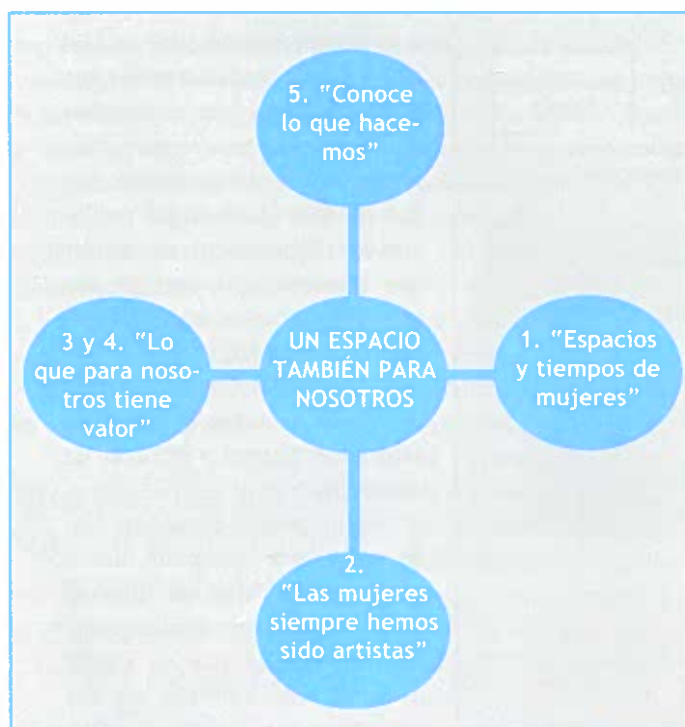 5. "Conoce
lo que hace-
mos"
3 y 4. "Lo
que para noso-
tros tiene
valor"
UN ESPACIO
TAMBIÉN PARA
NOSOTROS
1. "Espacios
y tiempos de
mujeres"
2.
"Las mujeres
siempre hemos
sido artistas"